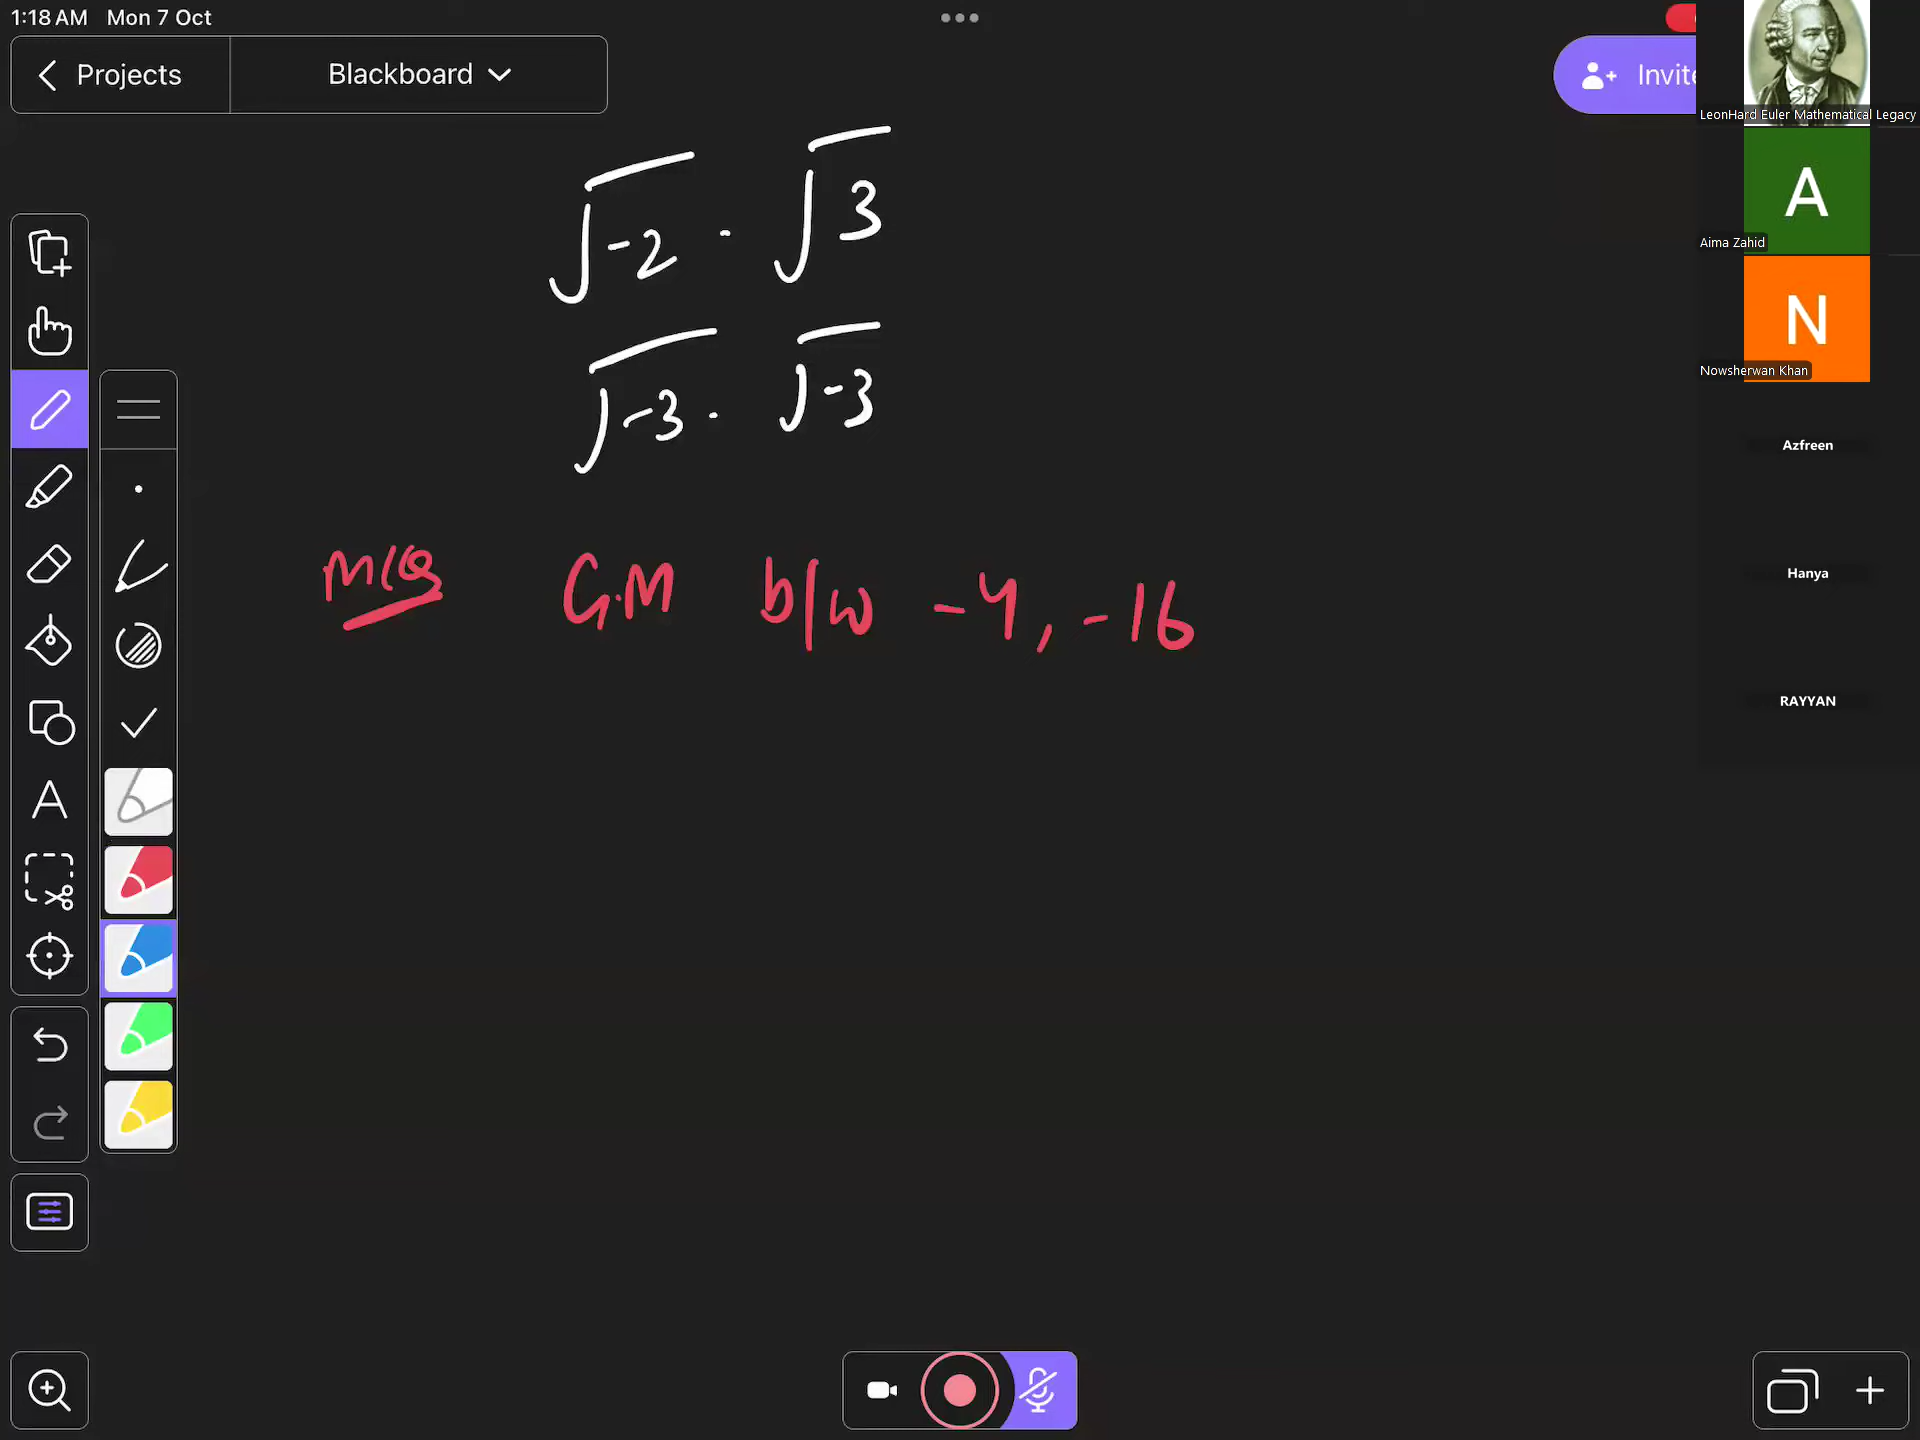 1:18 AM Mon 7 Oct
Projects
Blackboard
Invite
LeonHard Euler Mathematical Legacy
A
Aima Zahid
N
Nowsherwan Khan
Azfreen
Hanya
RAYYAN
√-2 · √3
√-3 · √-3
MCQ G.M b/w -4, -16
A